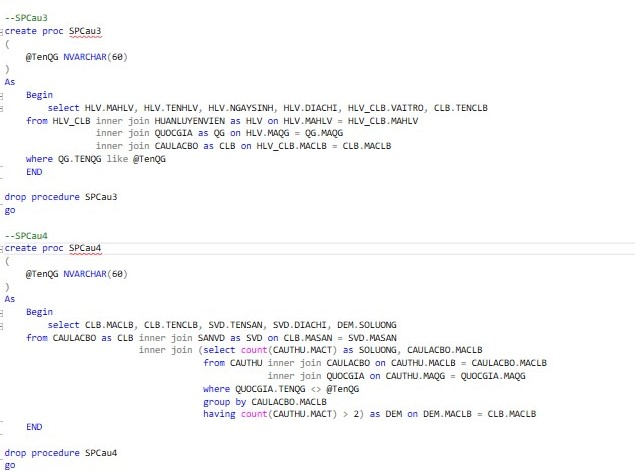 --SPCau3
create proc SPCau3
(
@TenQG NVARCHAR(60)
)
As
Begin
select HLV.MAHLV, HLV.TENHLV, HLV.NGAYSINH, HLV.DIACHI, HLV_CLB.VAITRO, CLB.TENCLB
from HLV_CLB inner join HUANLUYENVIEN as HLV on HLV.MAHLV = HLV_CLB.MAHLV
inner join QUOCGIA as QG on HLV.MAQG = QG.MAQG
inner join CAULACBO as CLB on HLV_CLB.MACLB = CLB.MACLB
where QG.TENQG like @TenQG
END
drop procedure SPCau3
go
--SPCau4
create proc SPCau4
(
@TenQG NVARCHAR(60)
)
As
Begin
select CLB.MACLB, CLB.TENCLB, SVD.TENSAN, SVD.DIACHI, DEM.SOLUONG
from CAULACBO as CLB inner join SANVD as SVD on CLB.MASAN = SVD.MASAN
inner join (select count(CAUTHU.MACT) as SOLUONG, CAULACBO.MACLB
from CAUTHU inner join CAULACBO on CAUTHU.MACLB = CAULACBO.MACLB
inner join QUOCGIA on CAUTHU.MAQG = QUOCGIA.MAQG
where QUOCGIA.TENQG <> @TenQG
group by CAULACBO.MACLB
having count(CAUTHU.MACT) > 2) as DEM on DEM.MACLB = CLB.MACLB
END
drop procedure SPCau4
go